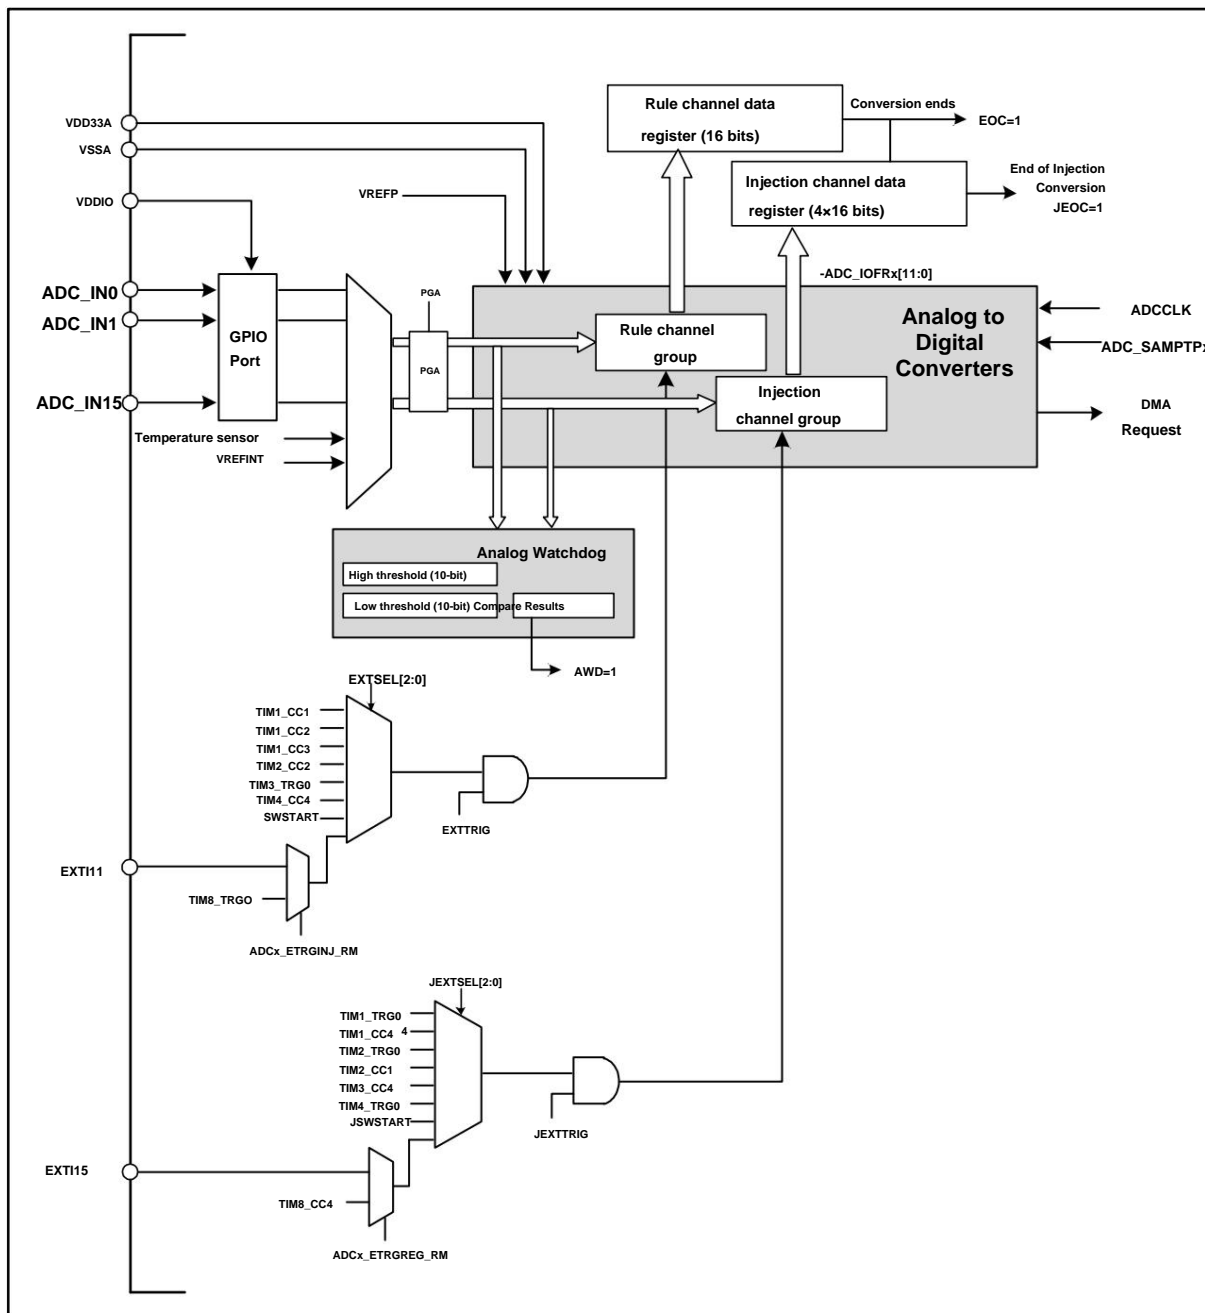 Rule channel data
register (16 bits)
Conversion ends
EOC=1
VDD33A
VSSA
VDDIO
VREFP
Injection channel data
register (4×16 bits)
End of Injection
Conversion
JEOC=1
-ADC_IOFRx[11:0]
ADC_IN0
ADC_IN1
ADC_IN15
GPIO
Port
PGA
PGA
Rule channel
group
Injection
channel group
Analog to
Digital
Converters
ADCCLK
ADC_SAMPTPx
DMA
Request
Temperature sensor
VREFINT
Analog Watchdog
High threshold (10-bit)
Low threshold (10-bit) Compare Results
AWD=1
EXTSEL[2:0]
TIM1_CC1
TIM1_CC2
TIM1_CC3
TIM2_CC2
TIM3_TRG0
TIM4_CC4
SWSTART
EXTTRIG
EXTI11
TIM8_TRGO
ADCx_ETRGINJ_RM
JEXTSEL[2:0]
TIM1_TRG0
TIM1_CC4 4
TIM2_TRG0
TIM2_CC1
TIM3_CC4
TIM4_TRG0
JSWSTART
JEXTTRIG
EXTI15
TIM8_CC4
ADCx_ETRGREG_RM